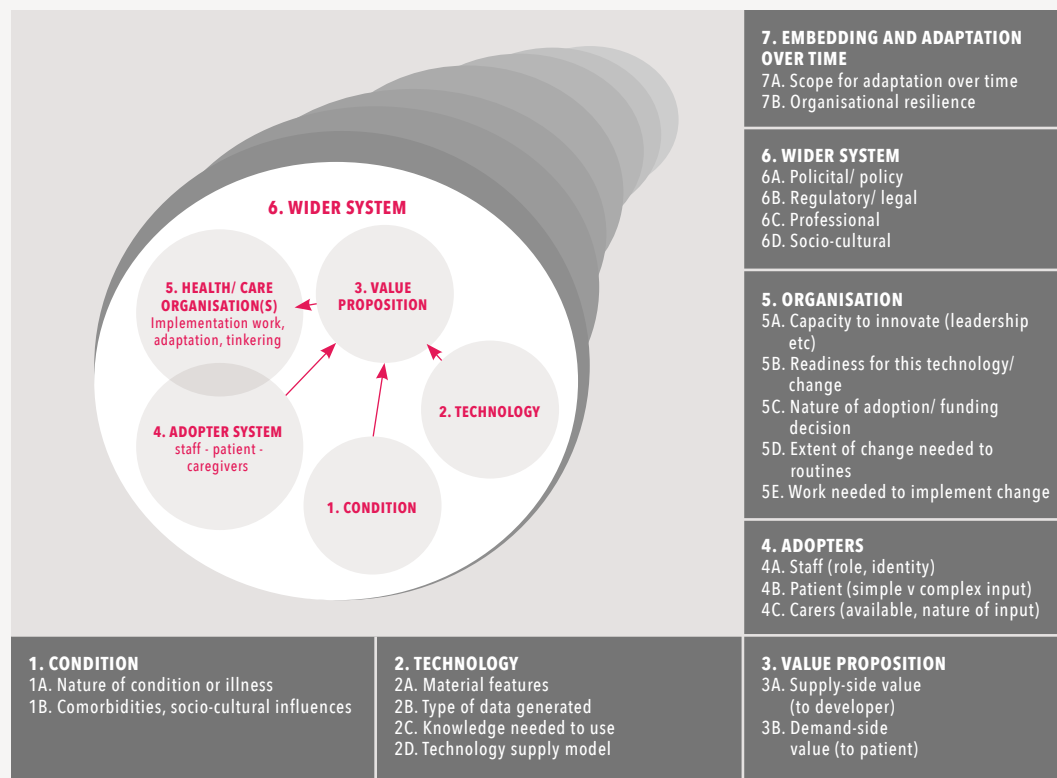 6. WIDER SYSTEM
5. HEALTH/ CARE
ORGANISATION(S)
Implementation work,
adaptation, tinkering
3. VALUE
PROPOSITION
4. ADOPTER SYSTEM
staff - patient -
caregivers
2. TECHNOLOGY
1. CONDITION
7. EMBEDDING AND ADAPTATION
OVER TIME
7A. Scope for adaptation over time
7B. Organisational resilience
6. WIDER SYSTEM
6A. Policital/ policy
6B. Regulatory/ legal
6C. Professional
6D. Socio-cultural
5. ORGANISATION
5A. Capacity to innovate (leadership
etc)
5B. Readiness for this technology/
change
5C. Nature of adoption/ funding
decision
5D. Extent of change needed to
routines
5E. Work needed to implement change
4. ADOPTERS
4A. Staff (role, identity)
4B. Patient (simple v complex input)
4C. Carers (available, nature of input)
1. CONDITION
1A. Nature of condition or illness
1B. Comorbidities, socio-cultural influences
2. TECHNOLOGY
2A. Material features
2B. Type of data generated
2C. Knowledge needed to use
2D. Technology supply model
3. VALUE PROPOSITION
3A. Supply-side value
(to developer)
3B. Demand-side
value (to patient)